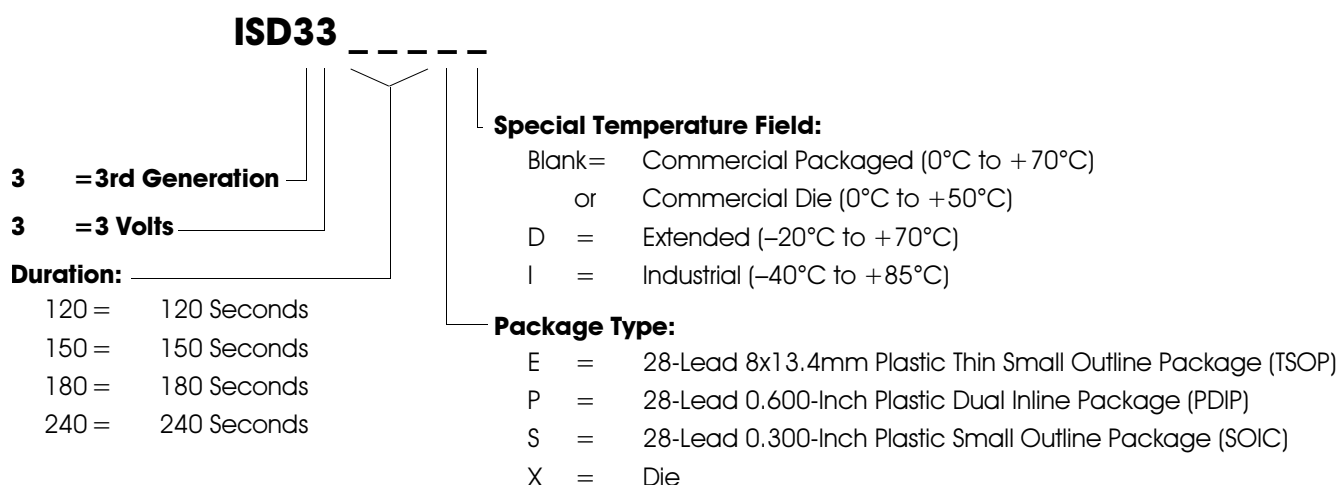 ISD33 _ _ _ _ _
3 =3rd Generation
3 =3 Volts
Duration:
120= 120 Seconds
150= 150 Seconds
180= 180 Seconds
240= 240 Seconds
Special Temperature Field:
Blank= Commercial Packaged (0°C to +70°C)
or Commercial Die (0°C to +50°C)
D = Extended (–20°C to +70°C)
I = Industrial (–40°C to +85°C)
Package Type:
E = 28-Lead 8x13.4mm Plastic Thin Small Outline Package (TSOP)
P = 28-Lead 0.600-Inch Plastic Dual Inline Package (PDIP)
S = 28-Lead 0.300-Inch Plastic Small Outline Package (SOIC)
X = Die